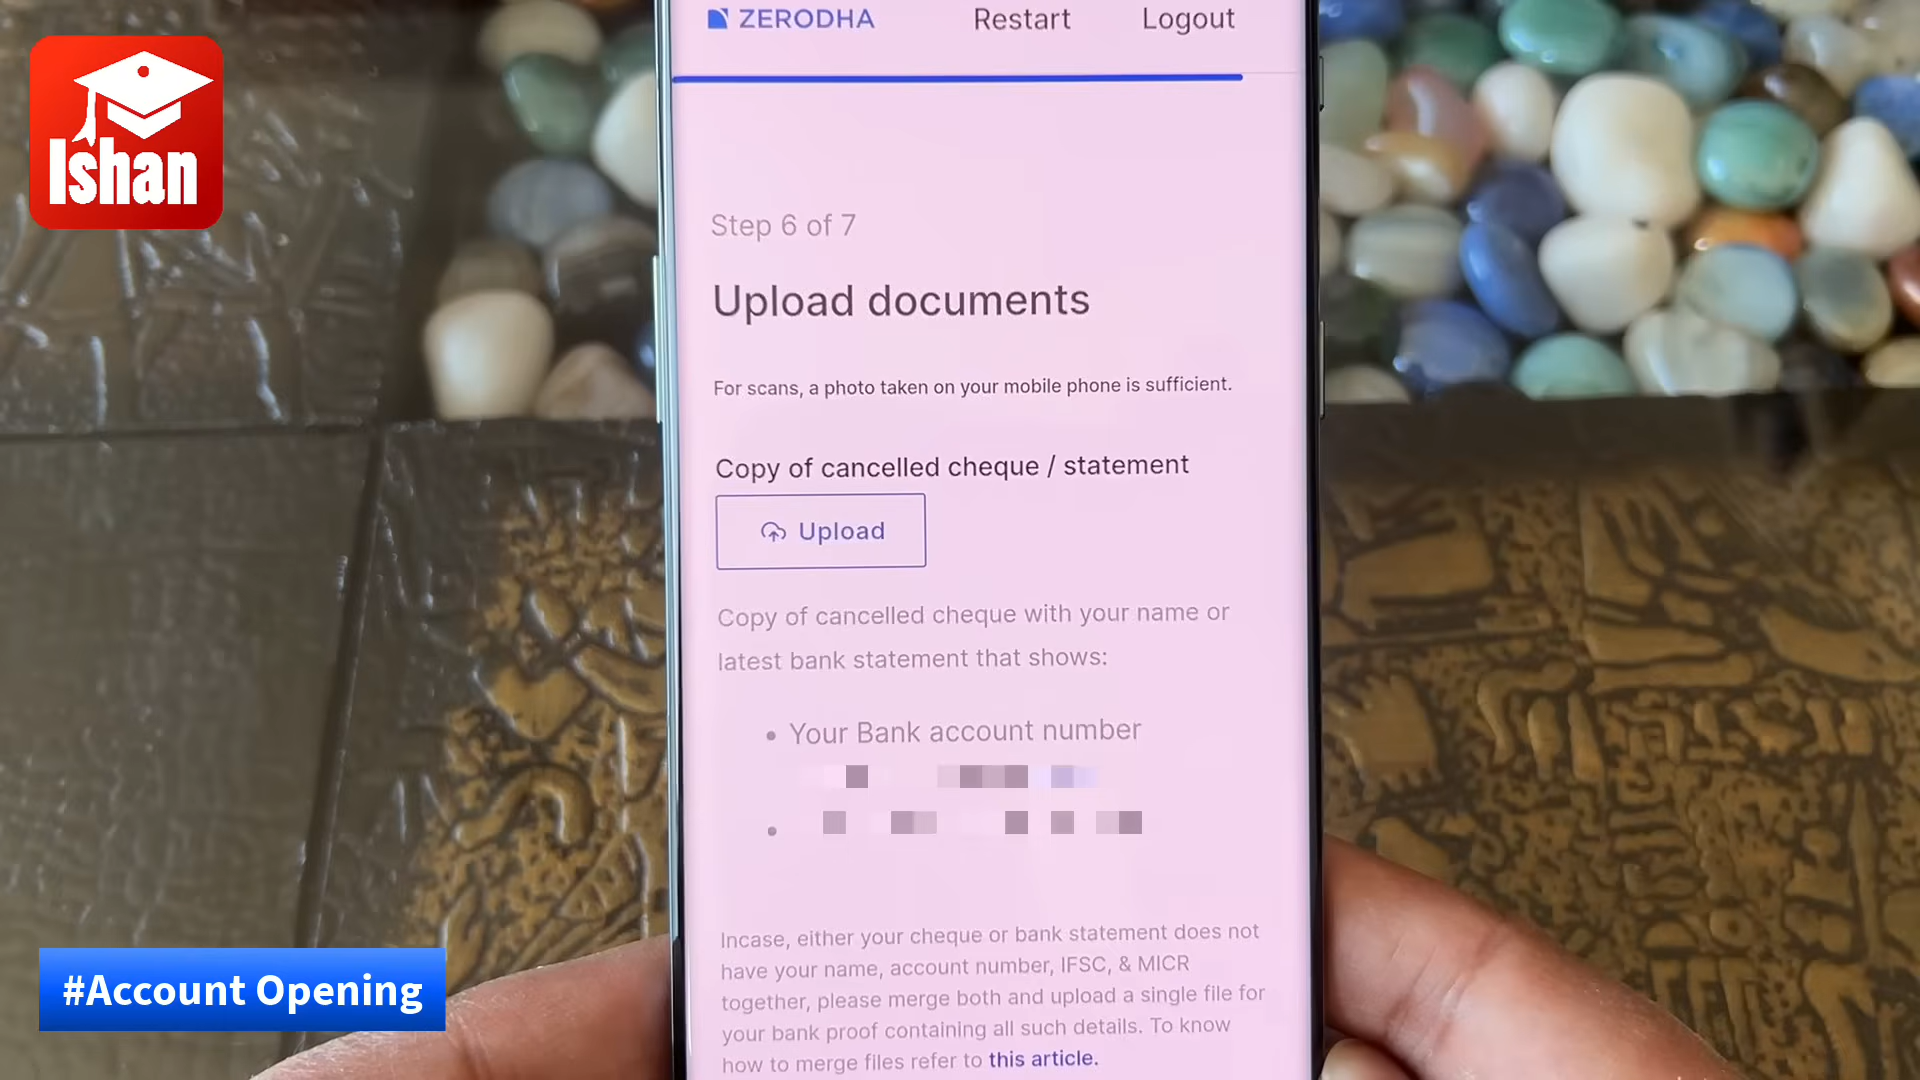 ZERODHA Restart Logout
Ishan
Step 6 of 7
Upload documents
For scans, a photo taken on your mobile phone is sufficient.
Copy of cancelled cheque / statement
Upload
Copy of cancelled cheque with your name or
latest bank statement that shows:
• Your Bank account number
•
Incase, either your cheque or bank statement does not
have your name, account number, IFSC, & MICR
together, please merge both and upload a single file for
your bank proof containing all such details. To know
how to merge files refer to this article.
#Account Opening